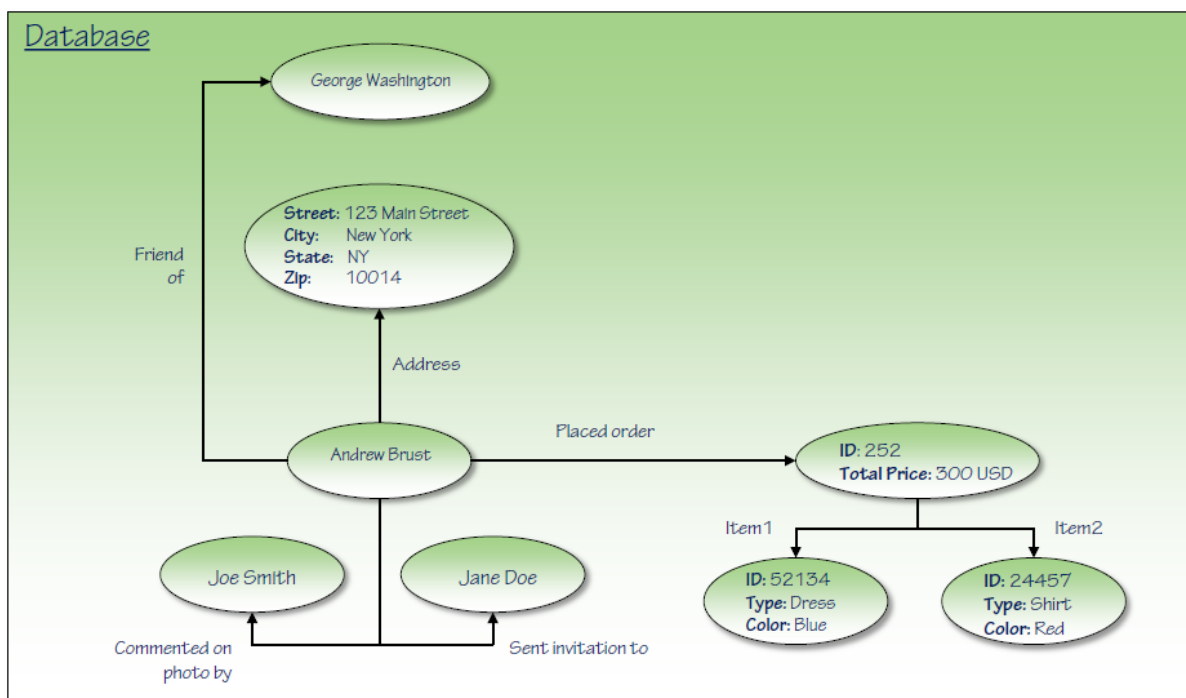 Database
George Washington
Street: 123 Main Street
City: New York
State: NY
Zip: 10014
Friend
of
Address
Placed order
Andrew Brust
ID: 252
Total Price: 300 USD
Item1
Item2
Joe Smith
Jane Doe
ID: 52134
Type: Dress
Color: Blue
ID: 24457
Type: Shirt
Color: Red
Commented on
photo by
Sent invitation to